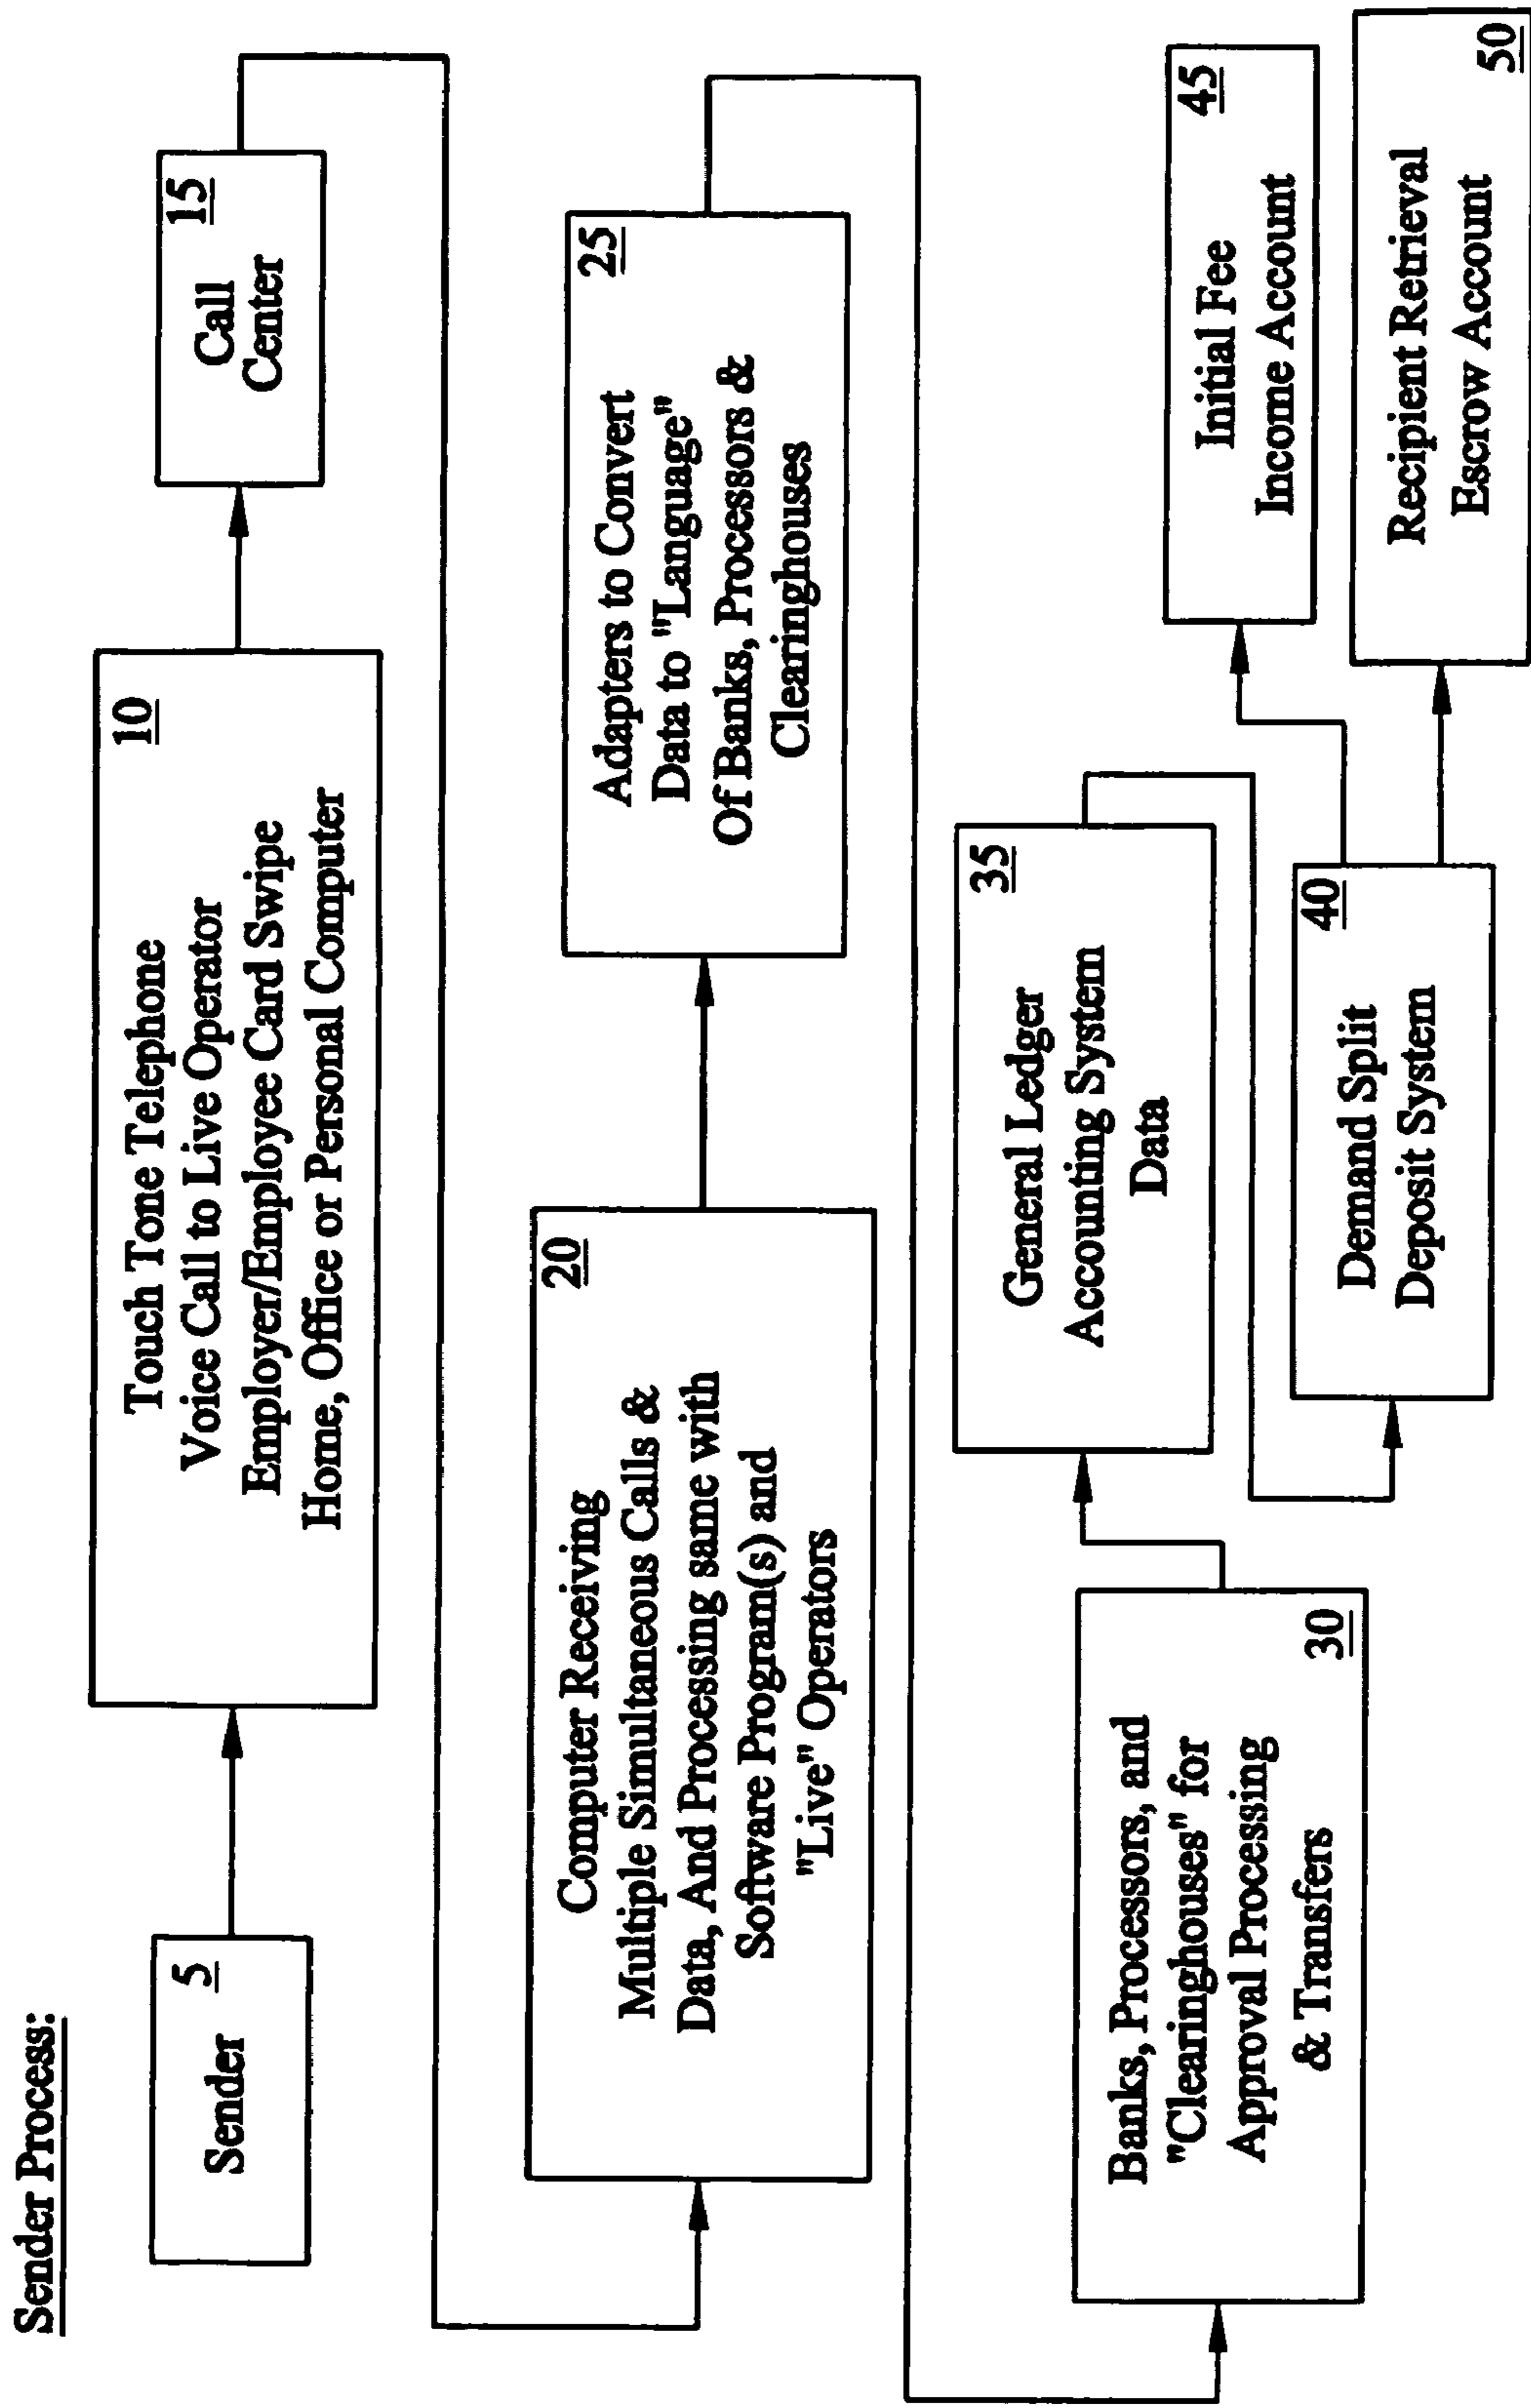 Sender Process:
5
Sender
10
Touch Tone Telephone
Voice Call to Live Operator
Employer/Employee Card Swipe
Home, Office or Personal Computer
15
Call
Center
20
Computer Receiving
Multiple Simultaneous Calls &
Data, And Processing same with
Software Program(s) and
"Live" Operators
25
Adapters to Convert
Data to "Language"
Of Banks, Processors &
Clearinghouses
Banks, Processors, and
"Clearinghouses" for
Approval Processing
& Transfers
30
35
General Ledger
Accounting System
Data
40
Demand Split
Deposit System
45
Initial Fee
Income Account
Recipient Retrieval
Escrow Account
50